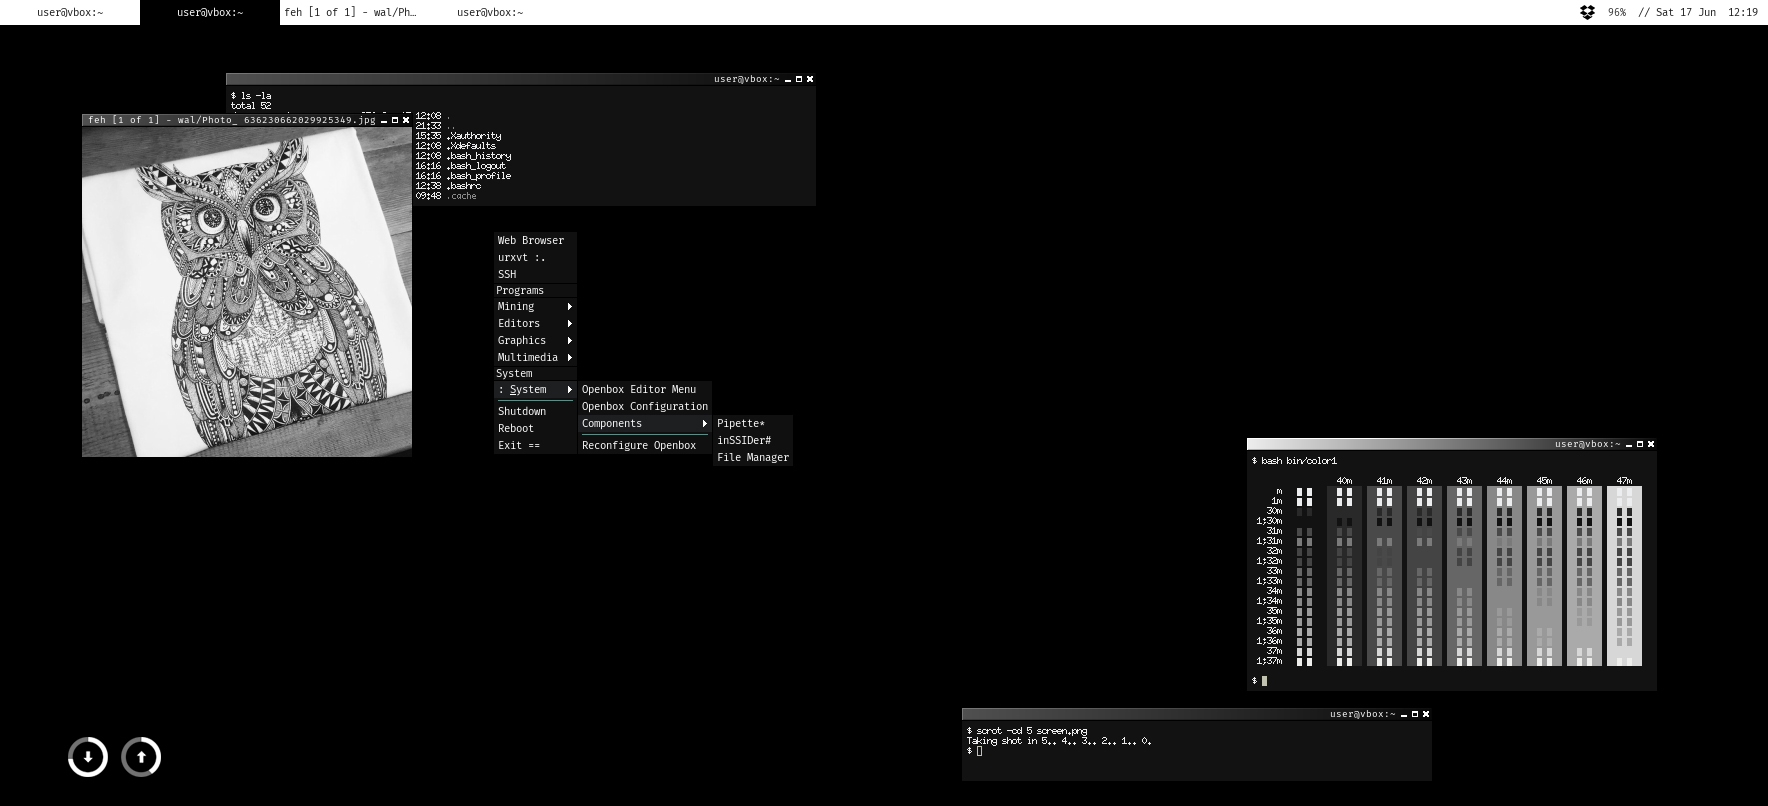 user@vbox:~
user@vbox:~
feh [1 of 1] - wal/Ph...
user@vbox:~
96% // Sat 17 Jun 12:19
user@vbox:~
$ ls -la
total 52
12:08 .
21:33 ..
15:35 .Xauthority
12:08 .Xdefaults
12:08 .bash_history
16:16 .bash_logout
16:16 .bash_profile
12:38 .bashrc
09:48 .cache
feh [1 of 1] - wal/Photo_ 636230662029925349.jpg
Web Browser
urxvt :.
SSH
Programs
Mining
Editors
Graphics
Multimedia
System
: System
Shutdown
Reboot
Exit ==
Openbox Editor Menu
Openbox Configuration
Components
Reconfigure Openbox
Pipette*
inSSIDer#
File Manager
user@vbox:~
$ bash bin/color1
40m 41m 42m 43m 44m 45m 46m 47m
m
1m
30m
1;30m
31m
1;31m
32m
1;32m
33m
1;33m
34m
1;34m
35m
1;35m
36m
1;36m
37m
1;37m
$
user@vbox:~
$ scrot -cd 5 screen.png
Taking shot in 5.. 4.. 3.. 2.. 1.. 0.
$